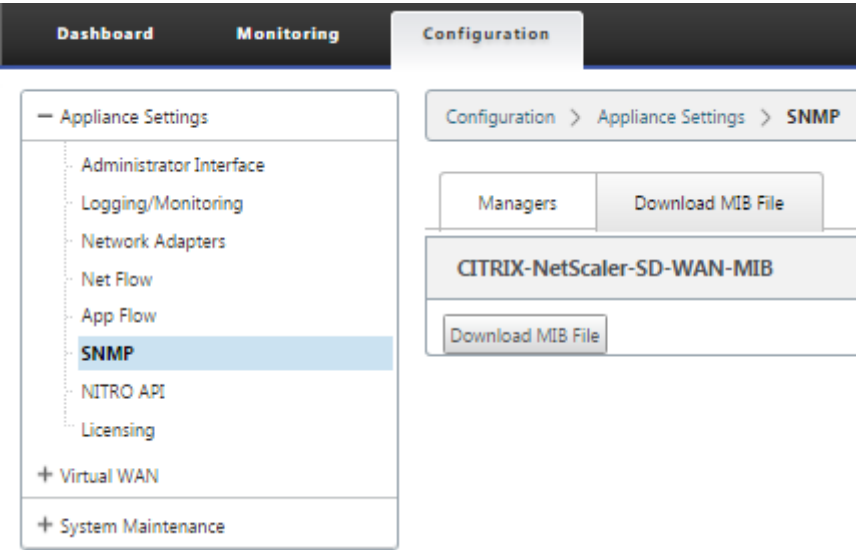 Dashboard Monitoring Configuration
Appliance Settings
Administrator Interface
Logging/Monitoring
Network Adapters
Net Flow
App Flow
SNMP
NITRO API
Licensing
Virtual WAN
System Maintenance
Configuration > Appliance Settings > SNMP
Managers Download MIB File
CITRIX-NetScaler-SD-WAN-MIB
Download MIB File